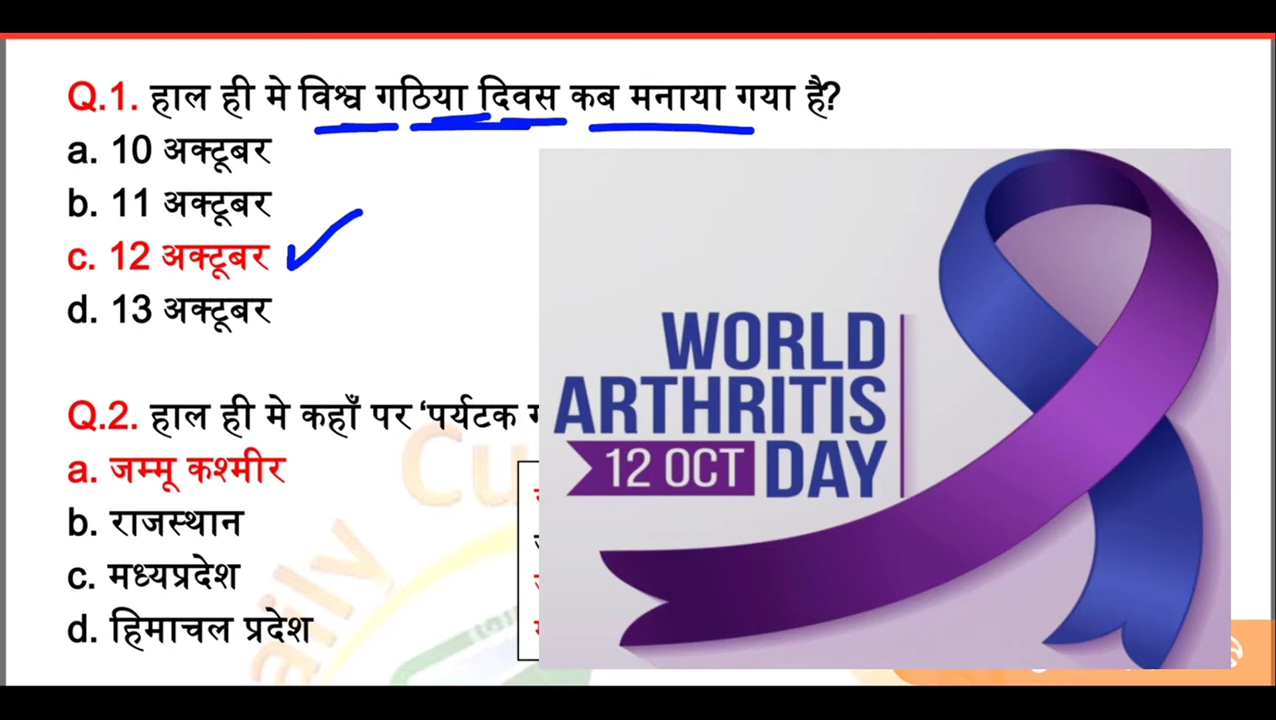 Q.1. हाल ही मे विश्व गठिया दिवस कब मनाया गया है?
a. 10 अक्टूबर
b. 11 अक्टूबर
c. 12 अक्टूबर
d. 13 अक्टूबर
WORLD
ARTHRITIS
12 OCT DAY
Q.2. हाल ही मे कहाँ पर ‘पर्यटक
a. जम्मू कश्मीर
b. राजस्थान
c. मध्यप्रदेश
d. हिमाचल प्रदेश